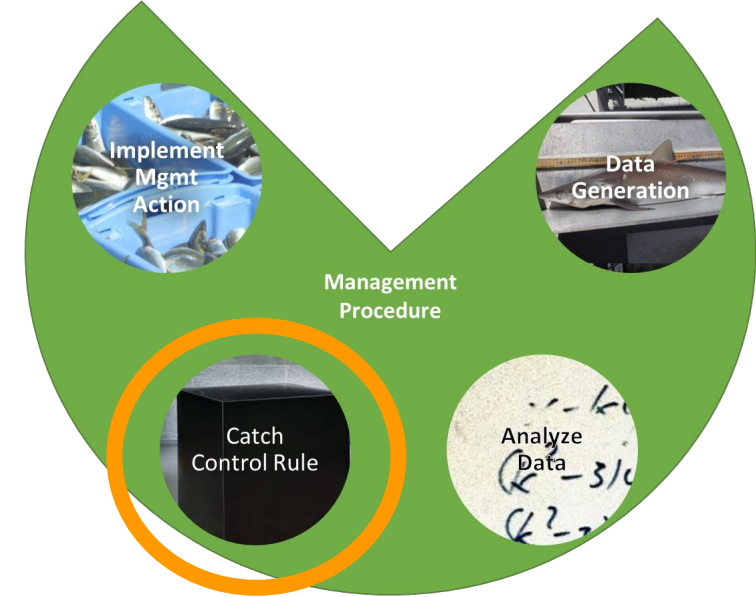 Implement
Mgmt
Action
Data
Generation
Management
Procedure
Catch
Control Rule
Analyze
Data